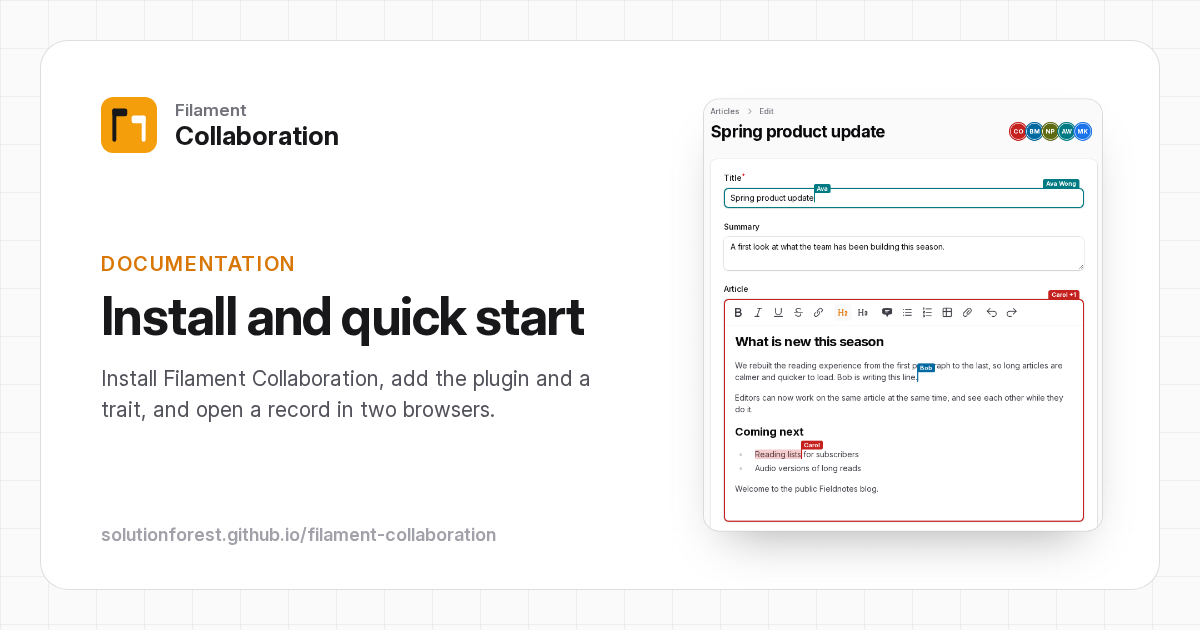 Filament
Collaboration
DOCUMENTATION
Install and quick start
Install Filament Collaboration, add the plugin and a
trait, and open a record in two browsers.
solutionforest.github.io/filament-collaboration
Articles > Edit
Spring product update
CO BM NP AW MK
Title*
Ava Wong
Ava
Spring product update
Summary
A first look at what the team has been building this season.
Article
Carol +1
B I U S H2 H3
What is new this season
We rebuilt the reading experience from the first p aph to the last, so long articles are
Bob
calmer and quicker to load. Bob is writing this line.
Editors can now work on the same article at the same time, and see each other while they
do it.
Coming next
Carol
Reading lists for subscribers
Audio versions of long reads
Welcome to the public Fieldnotes blog.